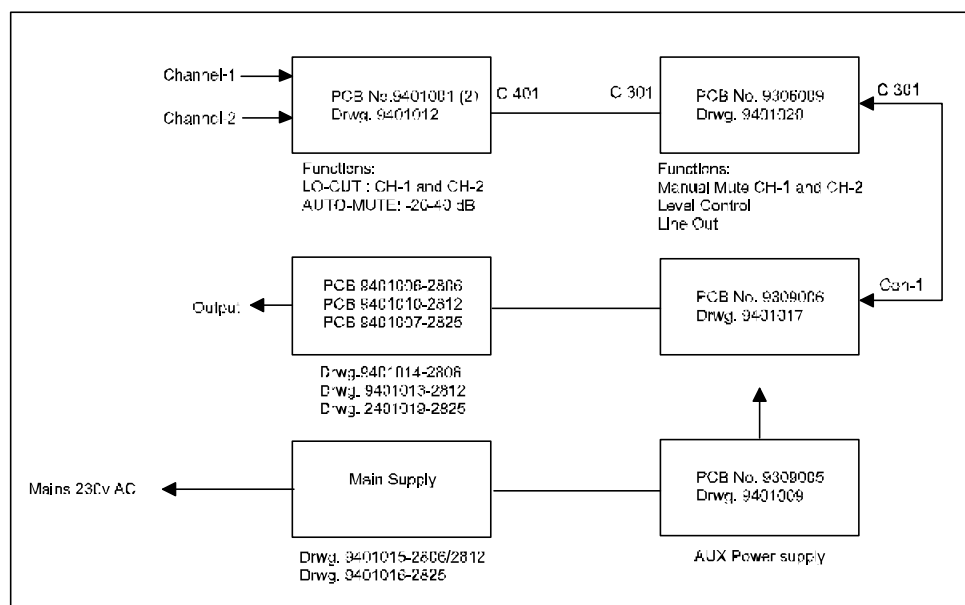 Channel-1
Channel-2
PCB No.9401001 (2)
Drwg. 9401012
C 401
C 301
PCB No. 9306009
Drwg. 9401020
C 301
Functions:
LO-CUT : CH-1 and CH-2
AUTO-MUTE: -20-40 dB
Functions:
Manual Mute CH-1 and CH-2
Level Control
Line Out
Output
PCB 9401006-2806
PCB 9401010-2812
PCB 9401007-2825
PCB No. 9309006
Drwg. 9401017
Con-1
Drwg.9401014-2806
Drwg. 9401013-2812
Drwg. 2401019-2825
Mains 230v AC
Main Supply
PCB No. 9309005
Drwg. 9401009
Drwg. 9401015-2806/2812
Drwg. 9401016-2825
AUX Power supply